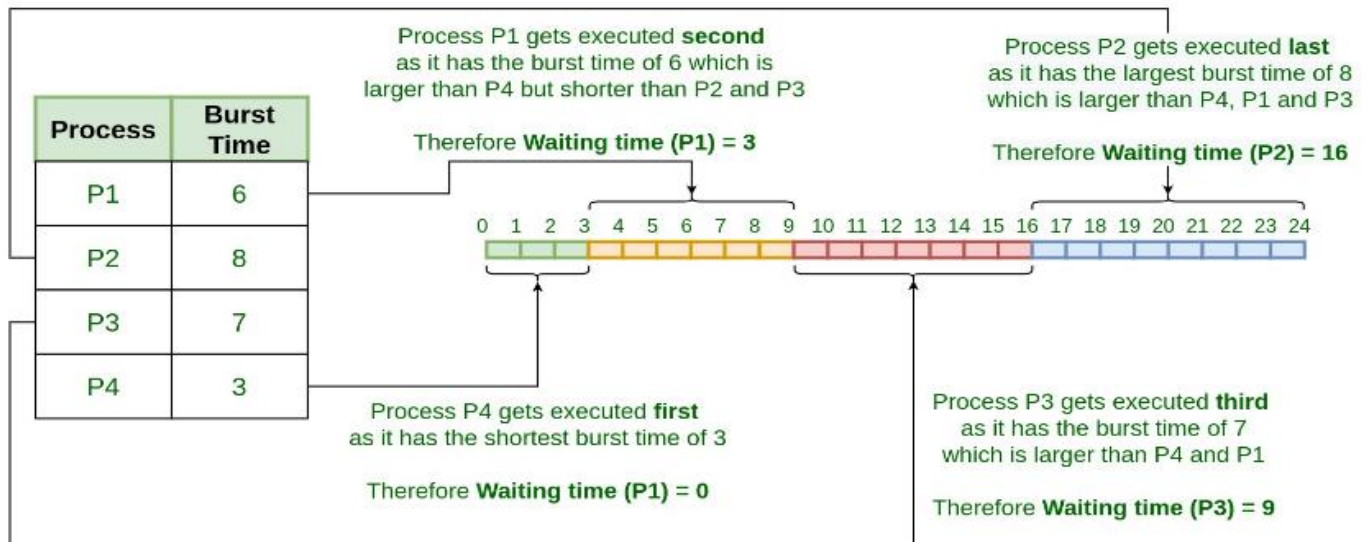 Process P1 gets executed second
as it has the burst time of 6 which is
larger than P4 but shorter than P2 and P3
Therefore Waiting time (P1) = 3
Process P2 gets executed last
as it has the largest burst time of 8
which is larger than P4, P1 and P3
Therefore Waiting time (P2) = 16
Process Burst Time
P1 6
P2 8
P3 7
P4 3
0 1 2 3 4 5 6 7 8 9 10 11 12 13 14 15 16 17 18 19 20 21 22 23 24
Process P4 gets executed first
as it has the shortest burst time of 3
Therefore Waiting time (P1) = 0
Process P3 gets executed third
as it has the burst time of 7
which is larger than P4 and P1
Therefore Waiting time (P3) = 9